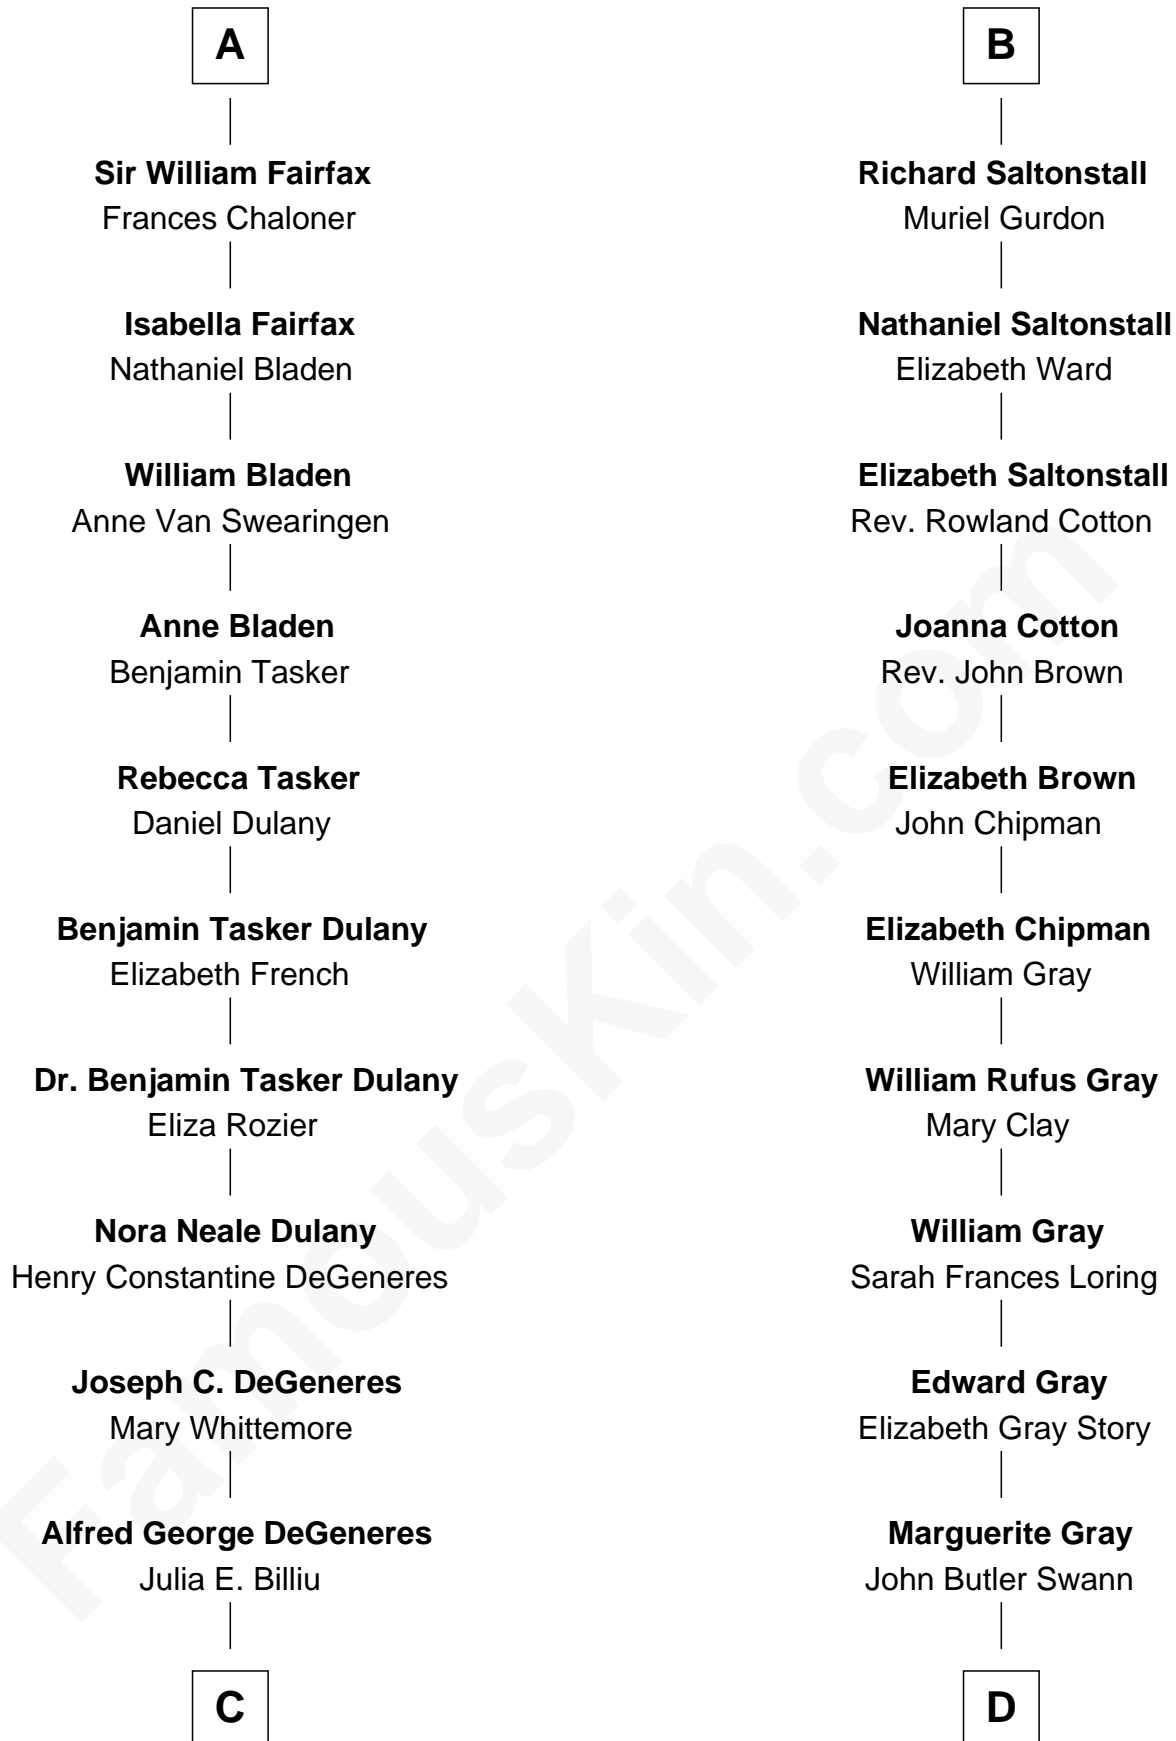 A
Sir William Fairfax
Frances Chaloner
Isabella Fairfax
Nathaniel Bladen
William Bladen
Anne Van Swearingen
Anne Bladen
Benjamin Tasker
Rebecca Tasker
Daniel Dulany
Benjamin Tasker Dulany
Elizabeth French
Dr. Benjamin Tasker Dulany
Eliza Rozier
Nora Neale Dulany
Henry Constantine DeGeneres
Joseph C. DeGeneres
Mary Whittemore
Alfred George DeGeneres
Julia E. Billiu
C
B
Richard Saltonstall
Muriel Gurdon
Nathaniel Saltonstall
Elizabeth Ward
Elizabeth Saltonstall
Rev. Rowland Cotton
Joanna Cotton
Rev. John Brown
Elizabeth Brown
John Chipman
Elizabeth Chipman
William Gray
William Rufus Gray
Mary Clay
William Gray
Sarah Frances Loring
Edward Gray
Elizabeth Gray Story
Marguerite Gray
John Butler Swann
D
FamousKin.com